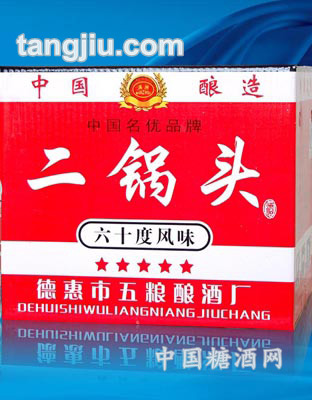 tangjiu.com
中国 酿造
中国名优品牌
二锅头
六十度风味
★★★★★
德惠市五粮酿酒厂
DEHUISHIWULIANGNIANGJIUCHANG
中国糖酒网